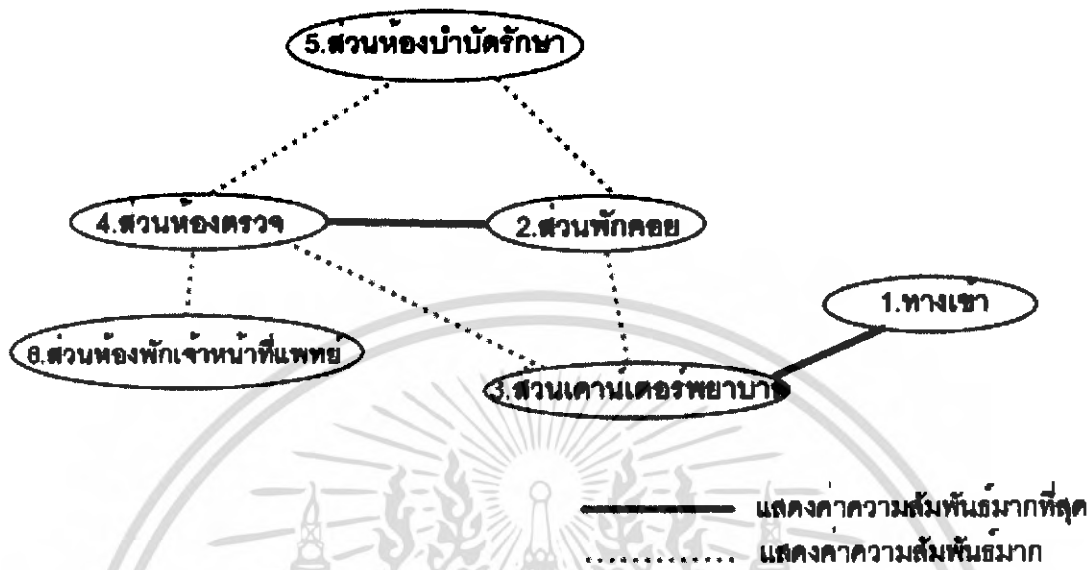 5.ส่วนห้องบำบัดรักษา
4.ส่วนห้องตรวจ
2.ส่วนพักคอย
1.ทางเข้า
6.ส่วนห้องพักเจ้าหน้าที่แพทย์
3.ส่วนเคาน์เตอร์พยาบาล
แสดงค่าความสัมพันธ์มากที่สุด
แสดงค่าความสัมพันธ์มาก